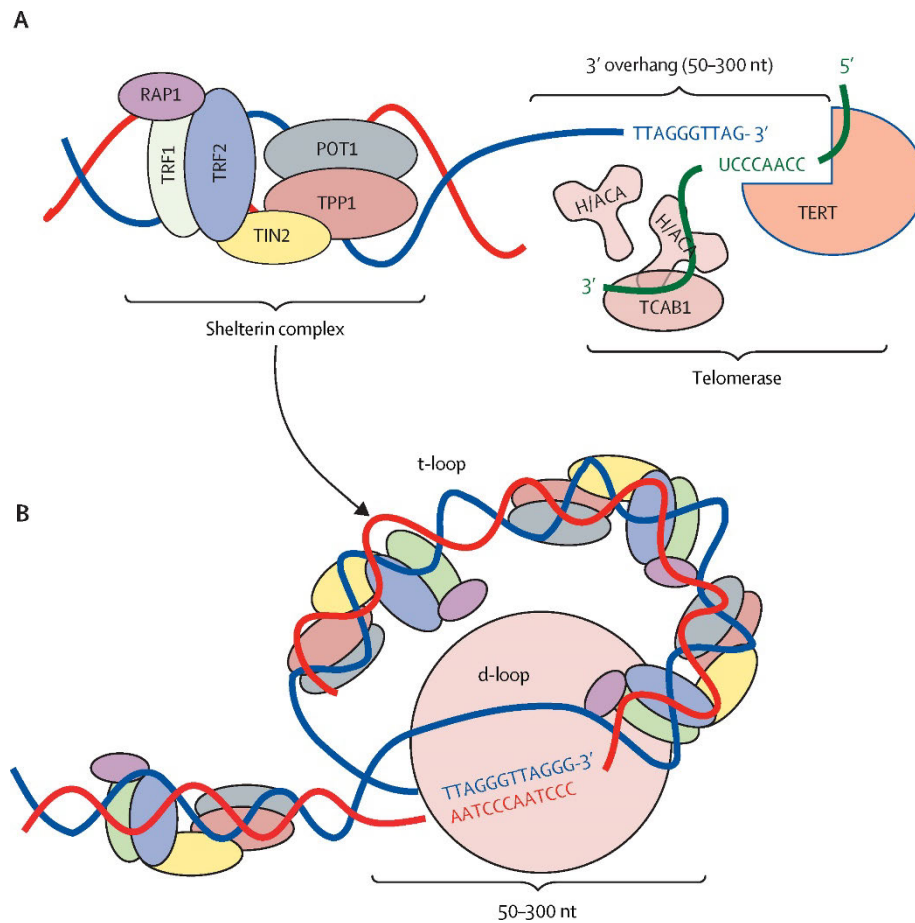 A
3′ overhang (50–300 nt)
5′
RAP1
TRF1
TRF2
POT1
TPP1
TIN2
TTAGGGTTAG-3′
UCCCAACC
TERT
H/ACA
H/ACA
3′
TCAB1
Shelterin complex
Telomerase
B
t-loop
d-loop
TTAGGGTTAGGG-3′
AATCCCAATCCC
50–300 nt